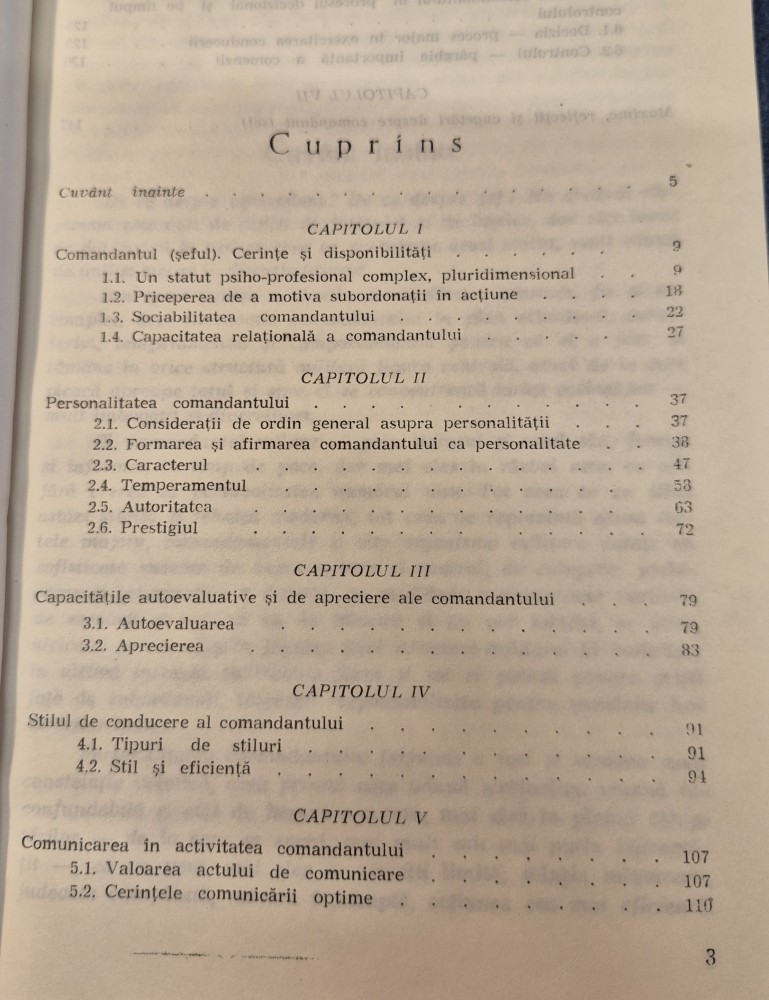 Cuprins
Cuvânt înainte . . . . . . . . . . . . . . . . . . 5
CAPITOLUL I
Comandantul (şeful). Cerinţe şi disponibilităţi . . . . . . 9
1.1. Un statut psiho-profesional complex, pluridimensional . . 9
1.2. Priceperea de a motiva subordonaţii în acţiune . . . . 18
1.3. Sociabilitatea comandantului . . . . . . . . . 22
1.4. Capacitatea relaţională a comandantului . . . . . 27
CAPITOLUL II
Personalitatea comandantului . . . . . . . . . . . . 37
2.1. Consideraţii de ordin general asupra personalităţii . . . 37
2.2. Formarea şi afirmarea comandantului ca personalitate . . 38
2.3. Caracterul . . . . . . . . . . . . . . 47
2.4. Temperamentul . . . . . . . . . . . . 58
2.5. Autoritatea . . . . . . . . . . . . . . 63
2.6. Prestigiul . . . . . . . . . . . . . . 72
CAPITOLUL III
Capacităţile autoevaluative şi de apreciere ale comandantului . . . 79
3.1. Autoevaluarea . . . . . . . . . . . . . 79
3.2. Aprecierea . . . . . . . . . . . . . . 83
CAPITOLUL IV
Stilul de conducere al comandantului . . . . . . . . . . 91
4.1. Tipuri de stiluri . . . . . . . . . . . . 91
4.2. Stil şi eficienţă . . . . . . . . . . . . . 94
CAPITOLUL V
Comunicarea în activitatea comandantului . . . . . . . . 107
5.1. Valoarea actului de comunicare . . . . . . . . 107
5.2. Cerinţele comunicării optime . . . . . . . . . 110
3